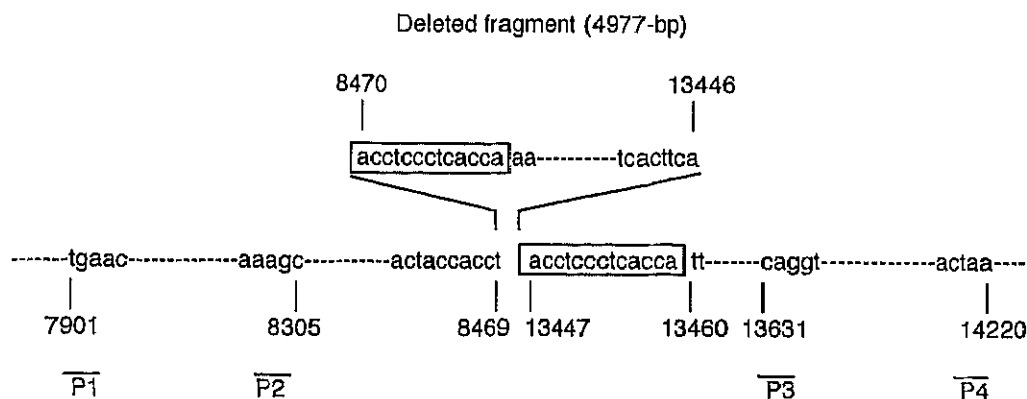 Deleted fragment (4977-bp)
8470 13446
acctccctcacca aa----------tcacttca
------tgaac------------aaagc---------actaccacct acctccctcacca tt-------caggt-------------actaa----
7901 8305 8469 13447 13460 13631 14220
P1 P2 P3 P4